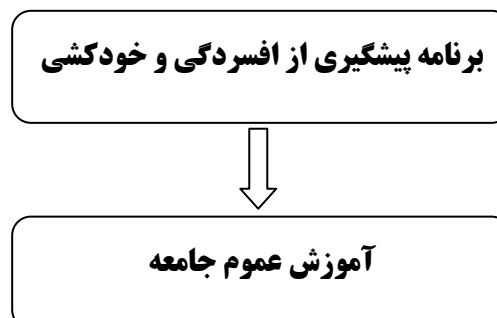 برنامه پیشگیری از افسردگی و خودکشی
آموزش عموم جامعه